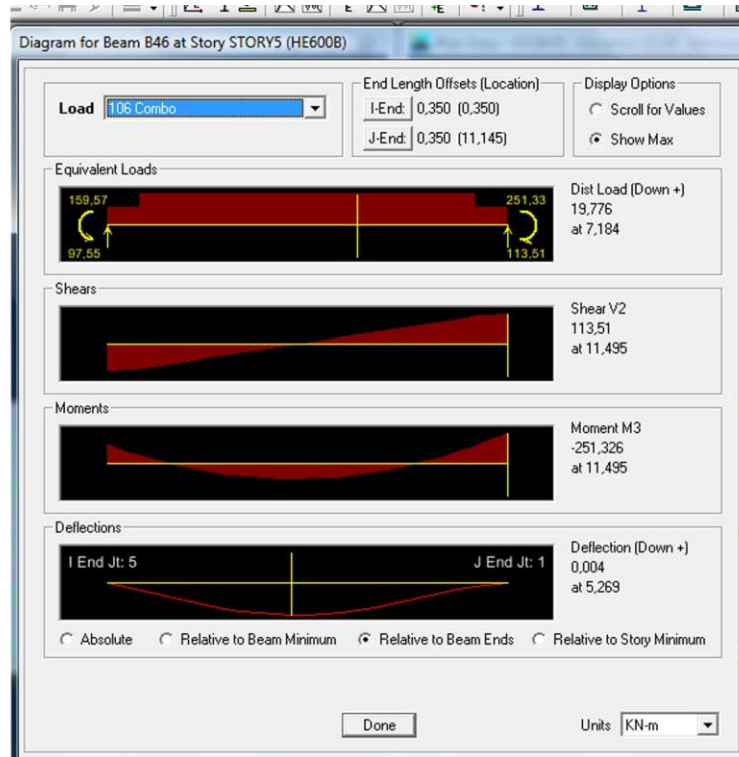 Diagram for Beam B46 at Story STORY5 (HE600B)
Load 106 Combo
End Length Offsets (Location)
I-End: 0,350 (0,350)
J-End: 0,350 (11,145)
Display Options
Scroll for Values
Show Max
Equivalent Loads
159,57 251,33
97,55 113,51
Dist Load (Down +)
19,776
at 7,184
Shears
Shear V2
113,51
at 11,495
Moments
Moment M3
-251,326
at 11,495
Deflections
I End Jt: 5 J End Jt: 1
Deflection (Down +)
0,004
at 5,269
Absolute Relative to Beam Minimum Relative to Beam Ends Relative to Story Minimum
Done Units KN-m